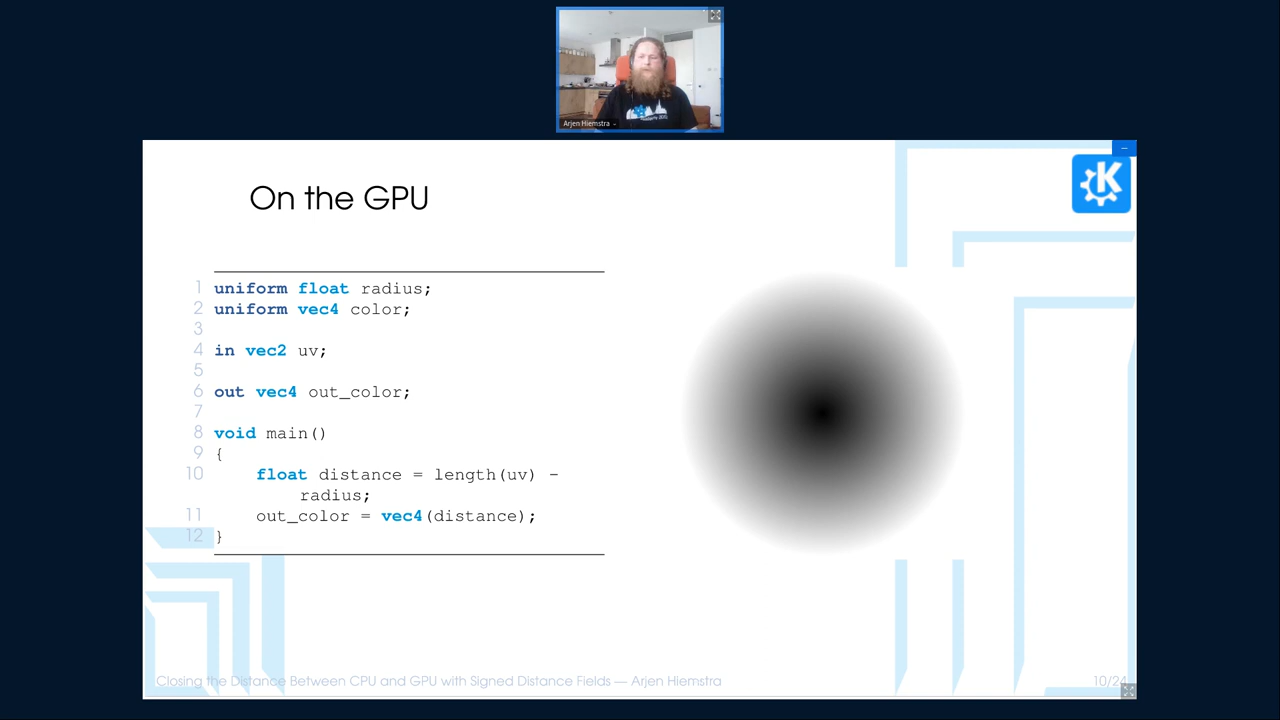 Arjen Hiemstra
K
On the GPU
1 uniform float radius;
2 uniform vec4 color;
3
4 in vec2 uv;
5
6 out vec4 out_color;
7
8 void main()
9 {
10 float distance = length(uv) -
radius;
11 out_color = vec4(distance);
12 }
Closing the Distance Between CPU and GPU with Signed Distance Fields — Arjen Hiemstra
10/24